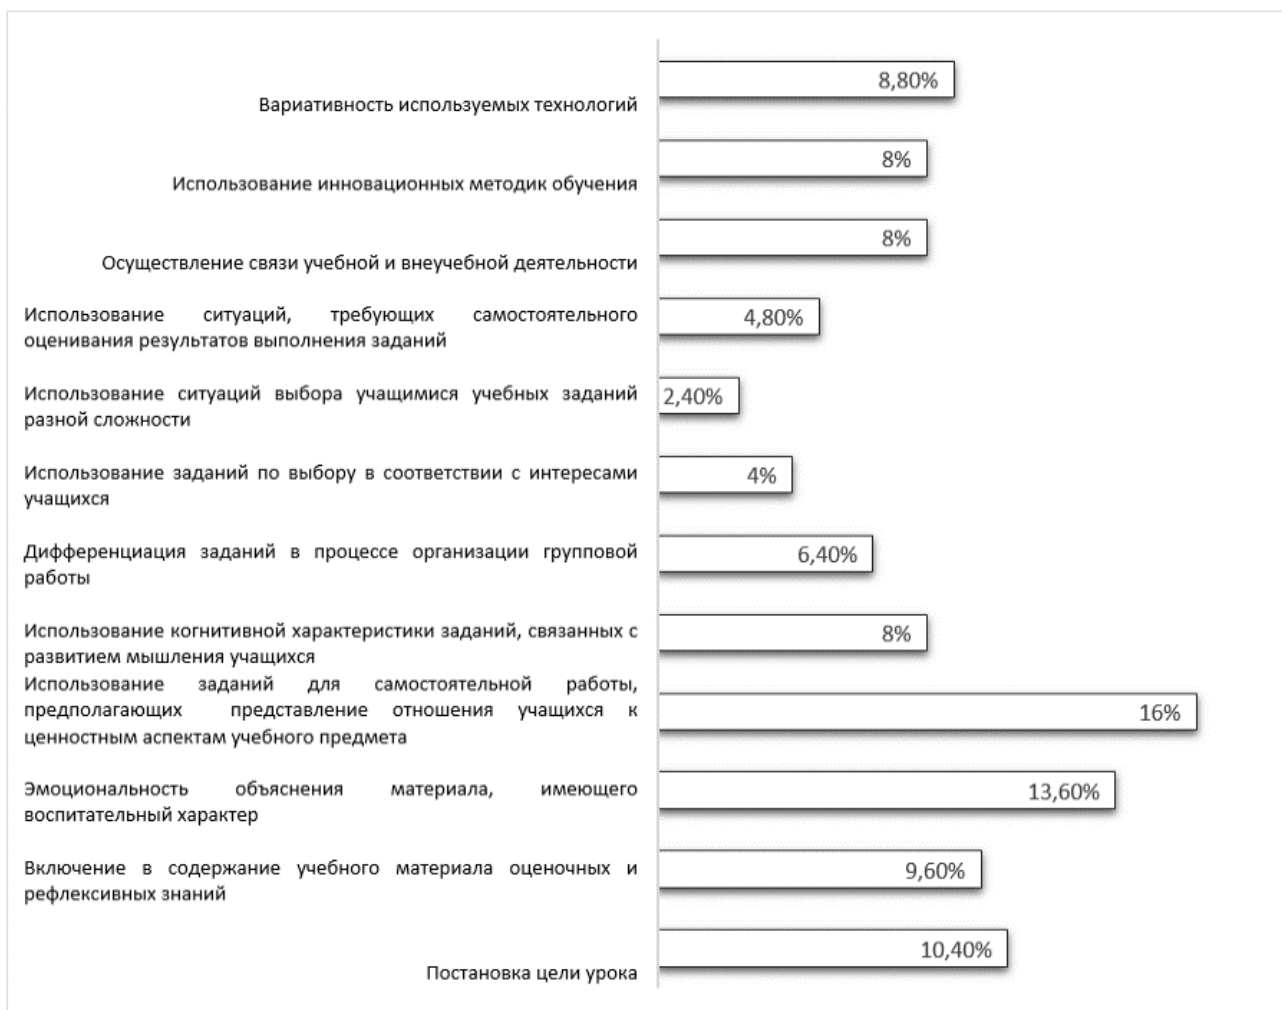 8,80%
Вариативность используемых технологий
8%
Использование инновационных методик обучения
8%
Осуществление связи учебной и внеучебной деятельности
Использование ситуаций, требующих самостоятельного
оценивания результатов выполнения заданий
4,80%
Использование ситуаций выбора учащимися учебных заданий
разной сложности
2,40%
Использование заданий по выбору в соответствии с интересами
учащихся
4%
Дифференциация заданий в процессе организации групповой
работы
6,40%
Использование когнитивной характеристики заданий, связанных с
развитием мышления учащихся
8%
Использование заданий для самостоятельной работы,
предполагающих представление отношения учащихся к
ценностным аспектам учебного предмета
16%
Эмоциональность объяснения материала, имеющего
воспитательный характер
13,60%
Включение в содержание учебного материала оценочных и
рефлексивных знаний
9,60%
10,40%
Постановка цели урока